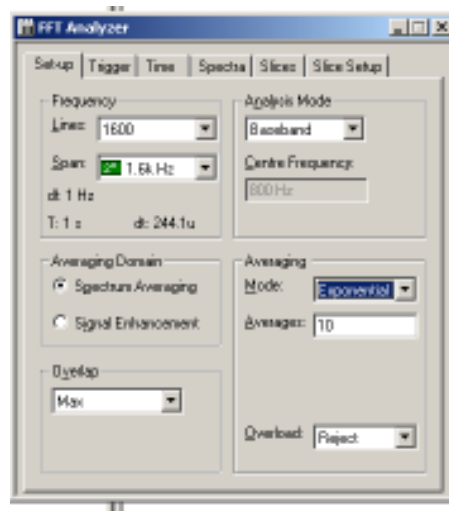 FFT Analyzer
Set-up Trigger Time Spectra Slices Slice Setup
Frequency
Lines: 1600
Span: 1.6k Hz
df: 1 Hz
T: 1 s dt: 244.1u
Analysis Mode
Baseband
Centre Frequency:
800 Hz
Averaging Domain
Spectrum Averaging
Signal Enhancement
Averaging
Mode: Exponential
Averages: 10
Overload: Reject
Overlap
Max